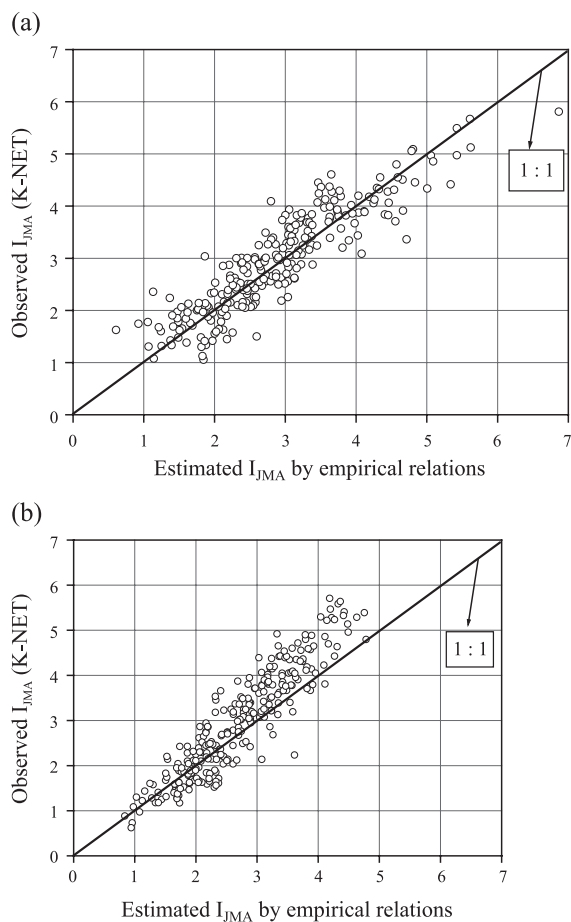 (a)
7
6
5
4
3
2
1
0
Observed I_JMA (K-NET)
1 : 1
0 1 2 3 4 5 6 7
Estimated I_JMA by empirical relations
(b)
7
6
5
4
3
2
1
0
Observed I_JMA (K-NET)
1 : 1
0 1 2 3 4 5 6 7
Estimated I_JMA by empirical relations